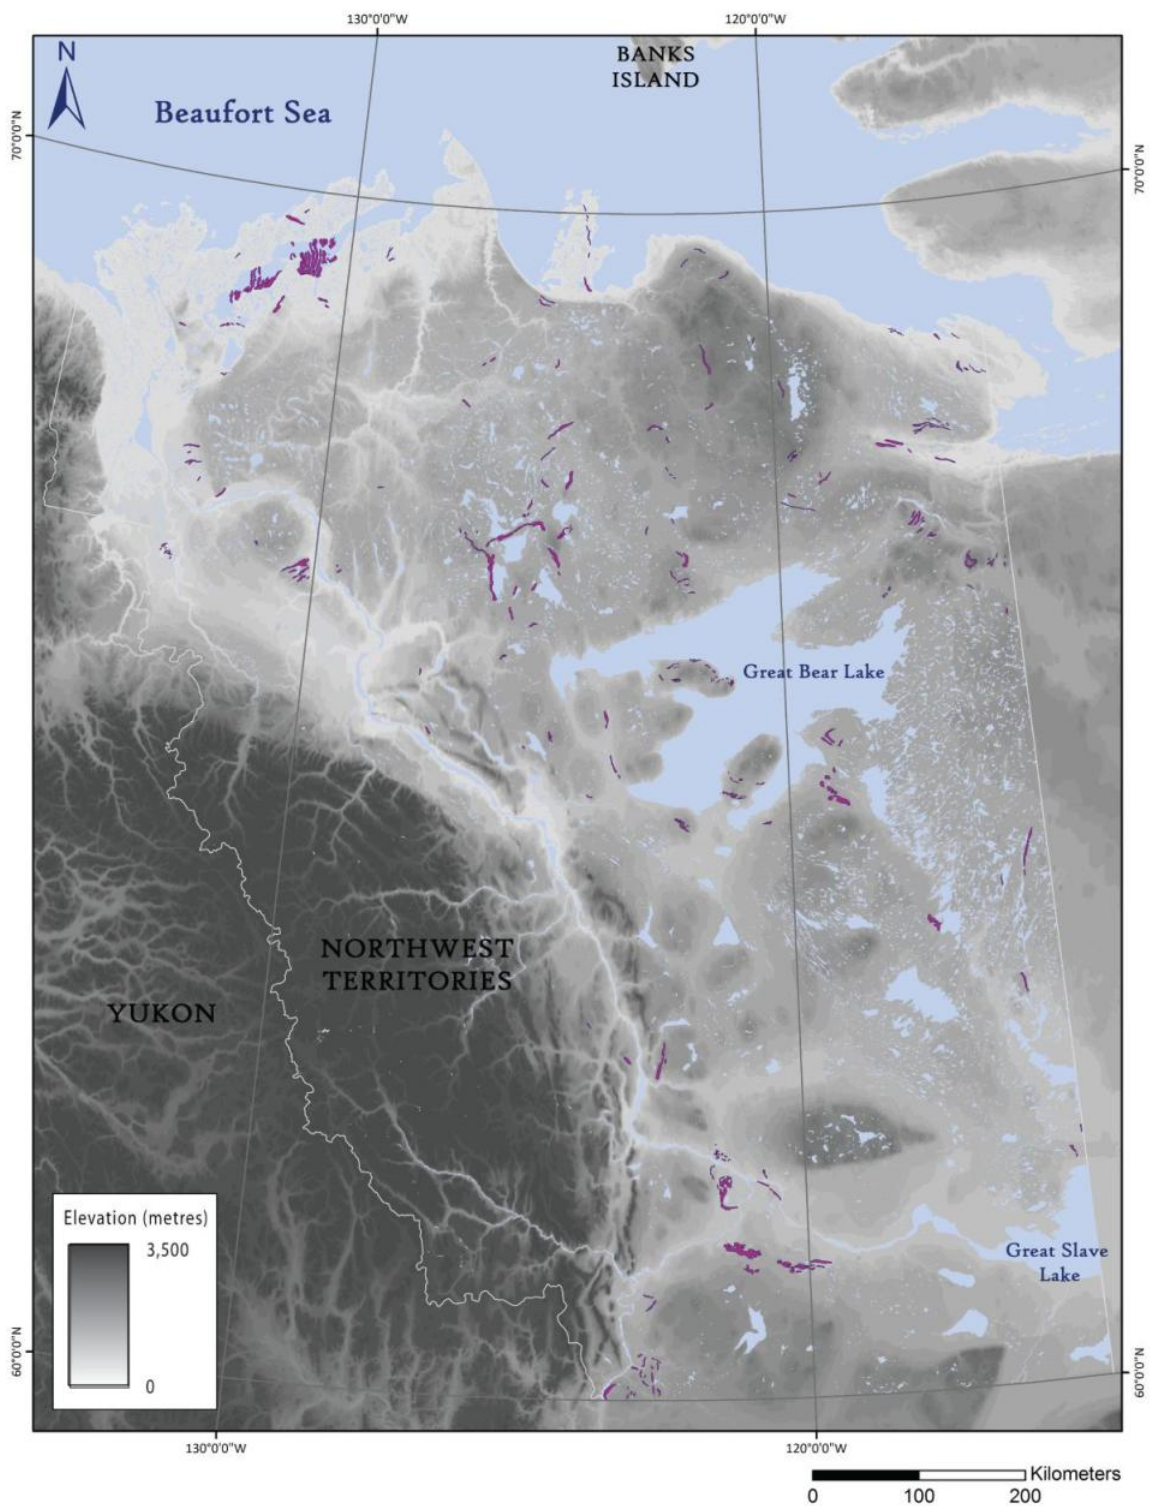 130°0'0"W
120°0'0"W
N
BANKS
ISLAND
Beaufort Sea
70°0'0"N
70°0'0"N
Great Bear Lake
NORTHWEST
TERRITORIES
YUKON
Elevation (metres)
3,500
0
Great Slave
Lake
60°0'0"N
60°0'0"N
130°0'0"W
120°0'0"W
Kilometers
0 100 200